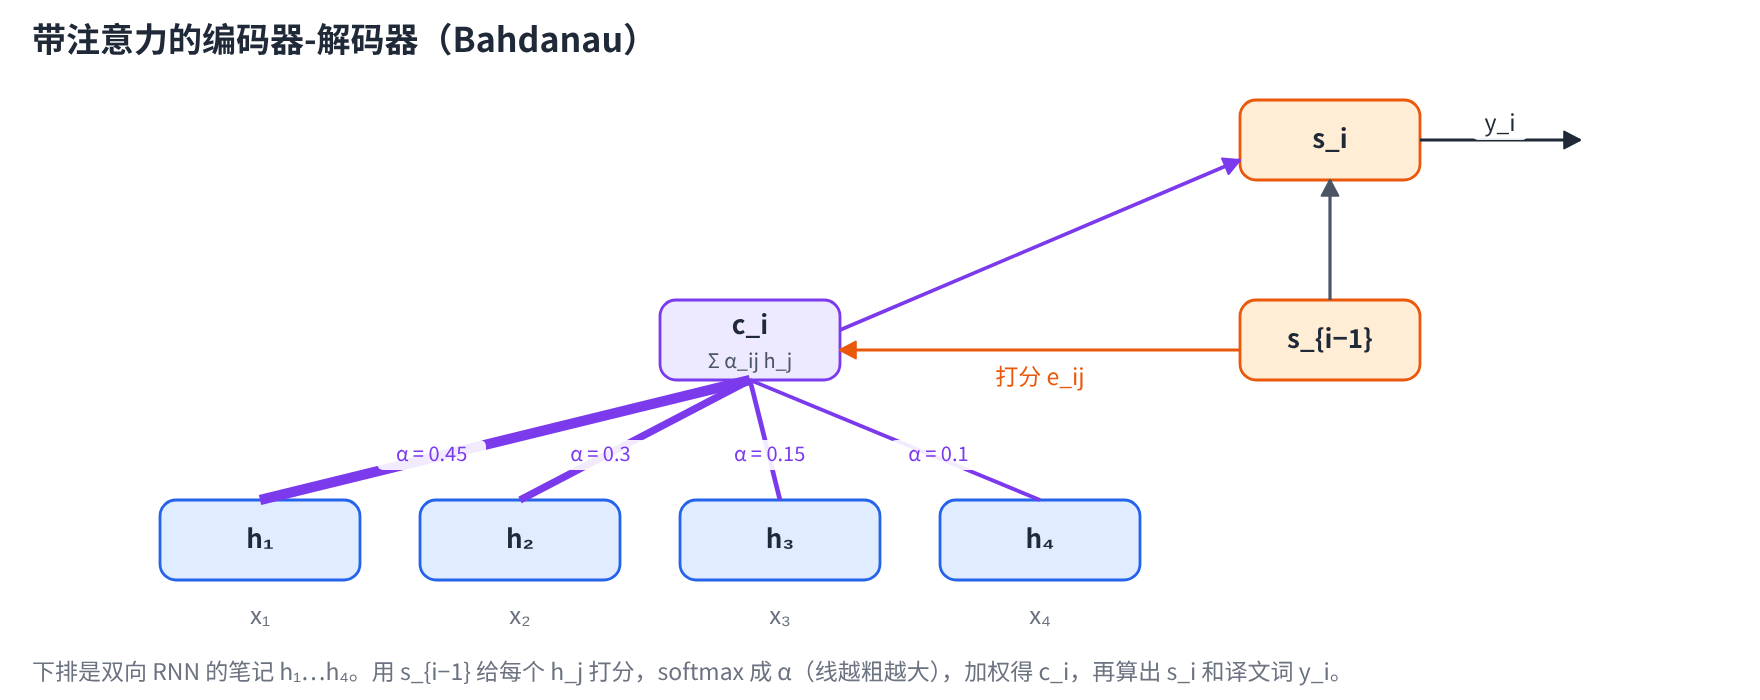 带注意力的编码器-解码器（Bahdanau）
s_i
y_i
c_i
Σ α_ij h_j
s_{i−1}
打分 e_ij
α = 0.45
α = 0.3
α = 0.15
α = 0.1
h₁
h₂
h₃
h₄
x₁
x₂
x₃
x₄
下排是双向 RNN 的笔记 h₁…h₄。用 s_{i−1} 给每个 h_j 打分，softmax 成 α（线越粗越大），加权得 c_i，再算出 s_i 和译文词 y_i。